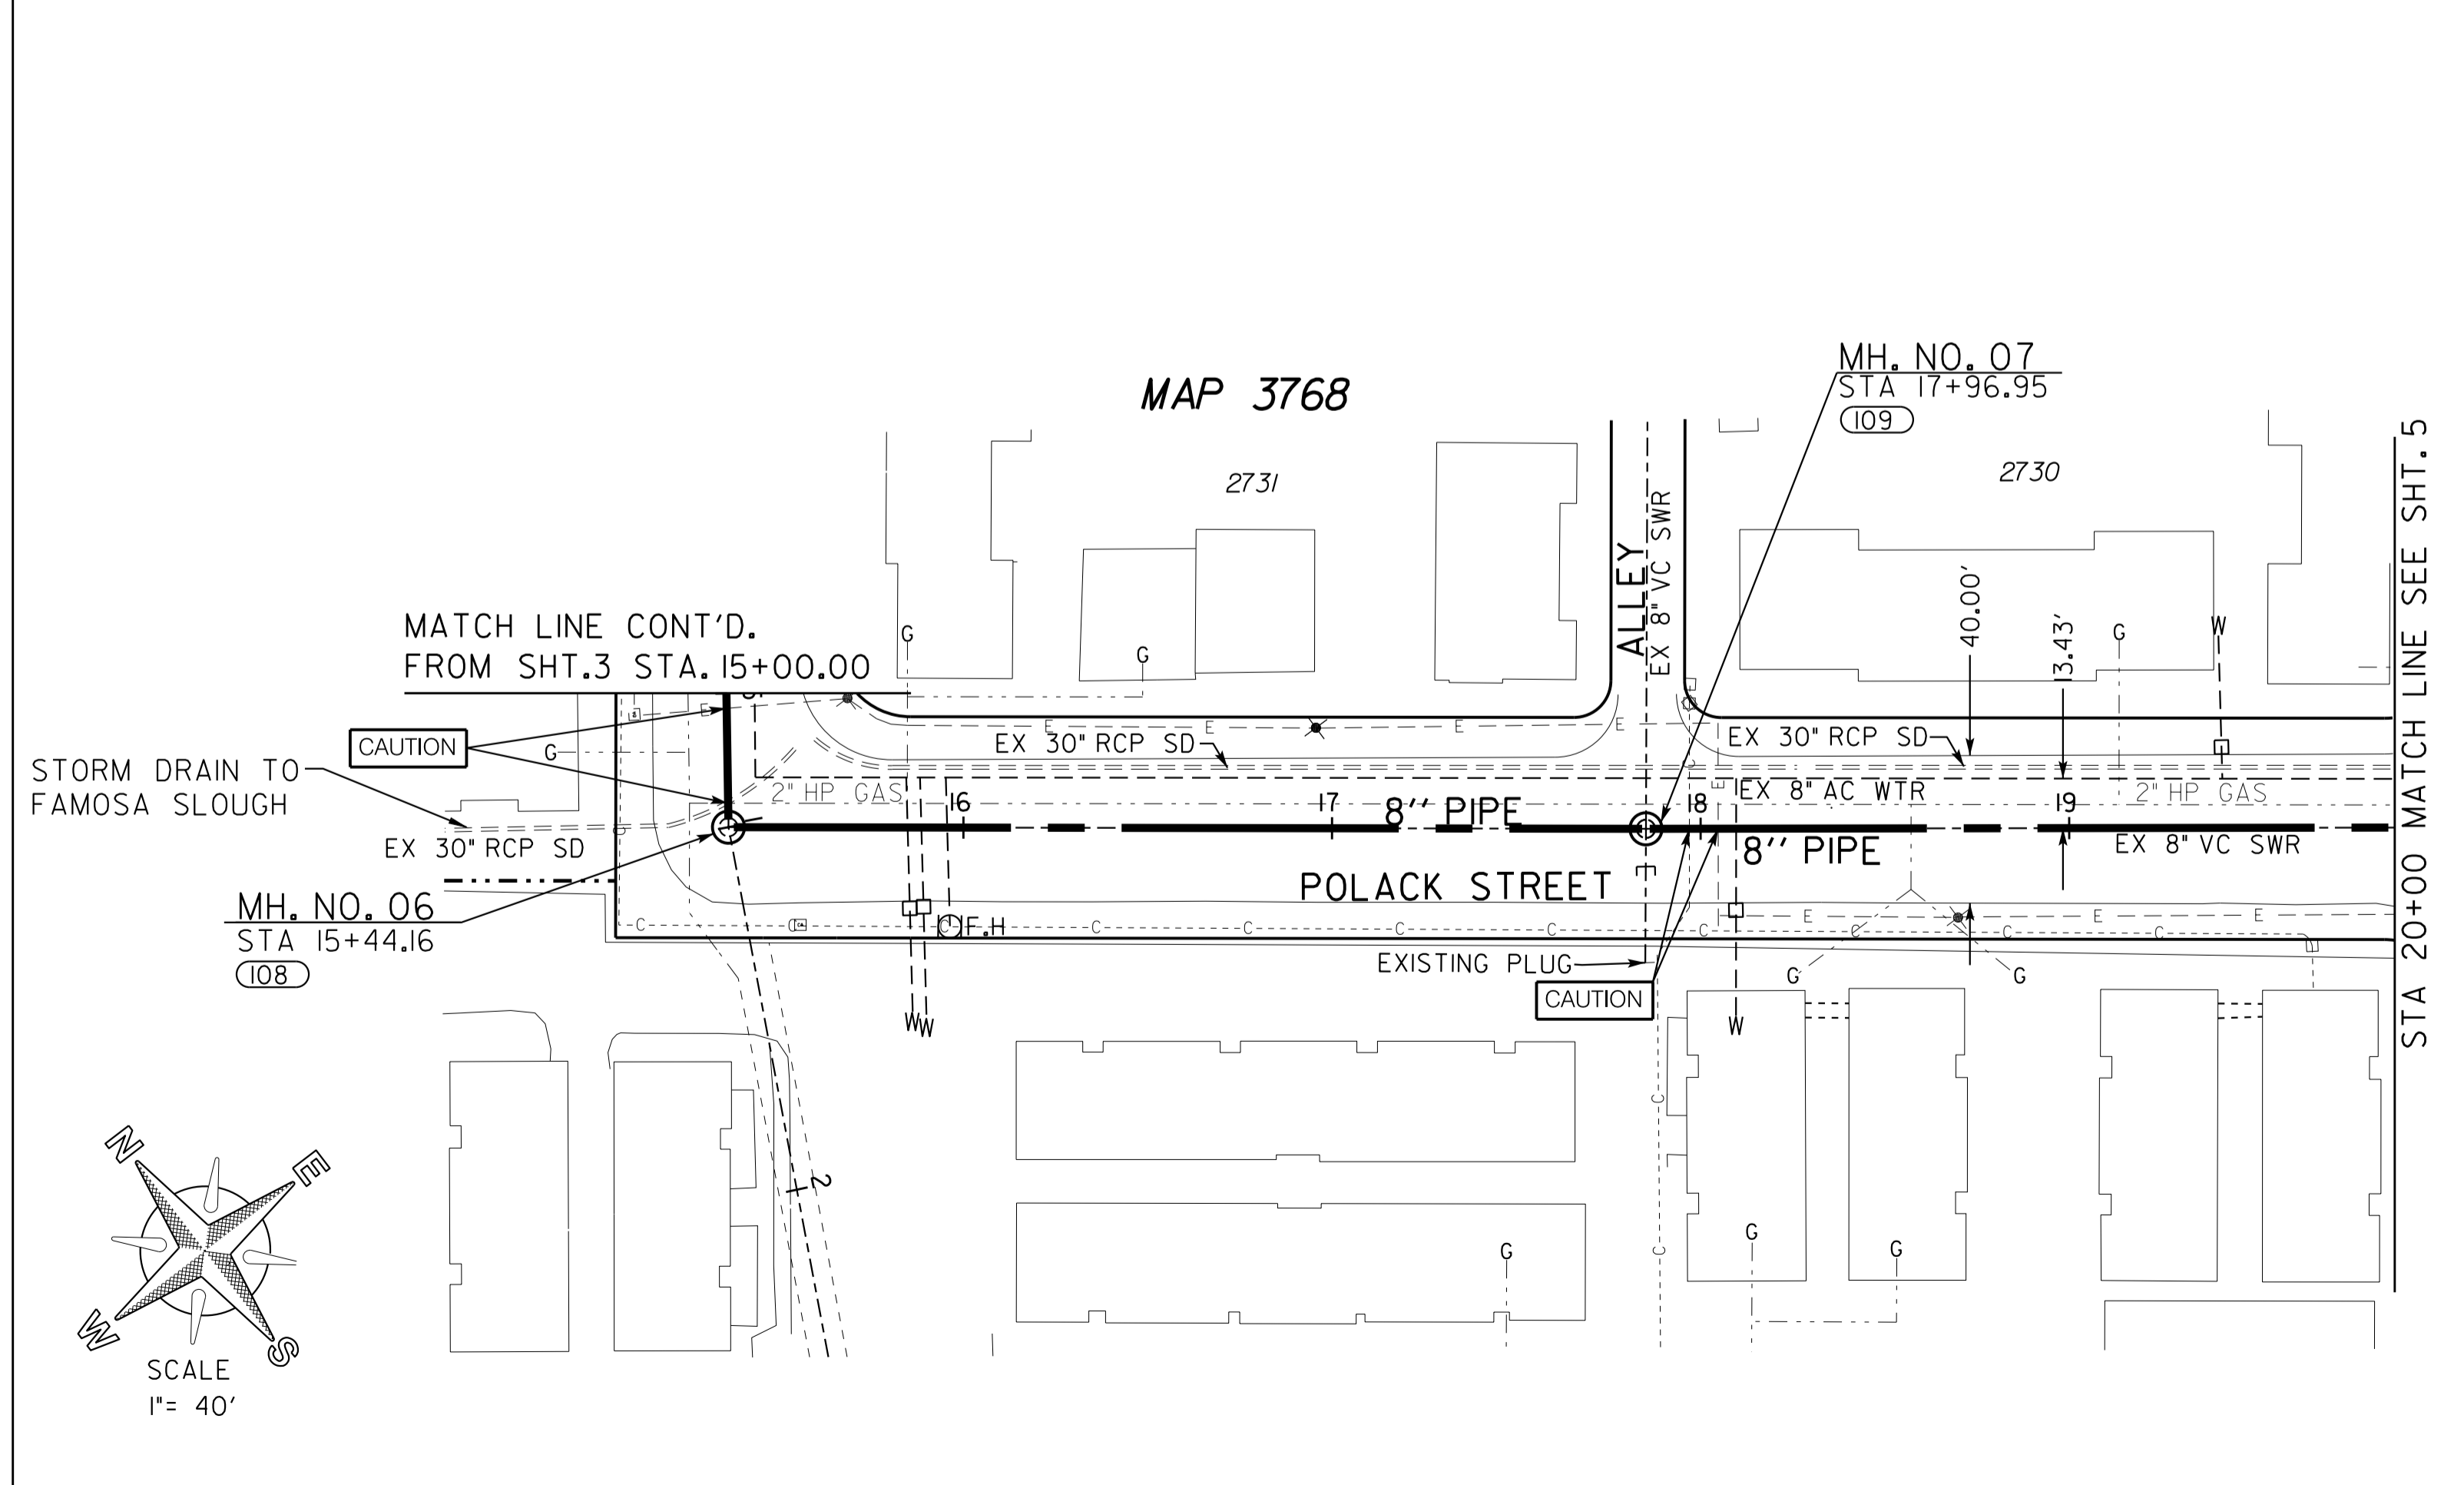 MAP 3768
MH. NO. 07
STA 17+96.95
109
2731
2730
ALLEY
EX 8" VC SWR
40.00'
13.43'
G
G
G
W
MATCH LINE CONT'D.
FROM SHT.3 STA.15+00.00
CAUTION
G
E
E
E
E
E
EX 30" RCP SD
EX 30" RCP SD
STORM DRAIN TO
FAMOSA SLOUGH
2" HP GAS
16
17
8'' PIPE
18
E
C
EX 8" AC WTR
19
2" HP GAS
C
EX 30" RCP SD
8'' PIPE
EX 8" VC SWR
POLACK STREET
MH. NO. 06
STA 15+44.16
108
E
E
E
C
C
C
F.H
C
C
C
C
C
C
C
C
EXISTING PLUG
CAUTION
G
G
W
W
W
C
C
2
G
G
G
STA 20+00 MATCH LINE SEE SHT. 5
N
E
W
S
SCALE
1"= 40'